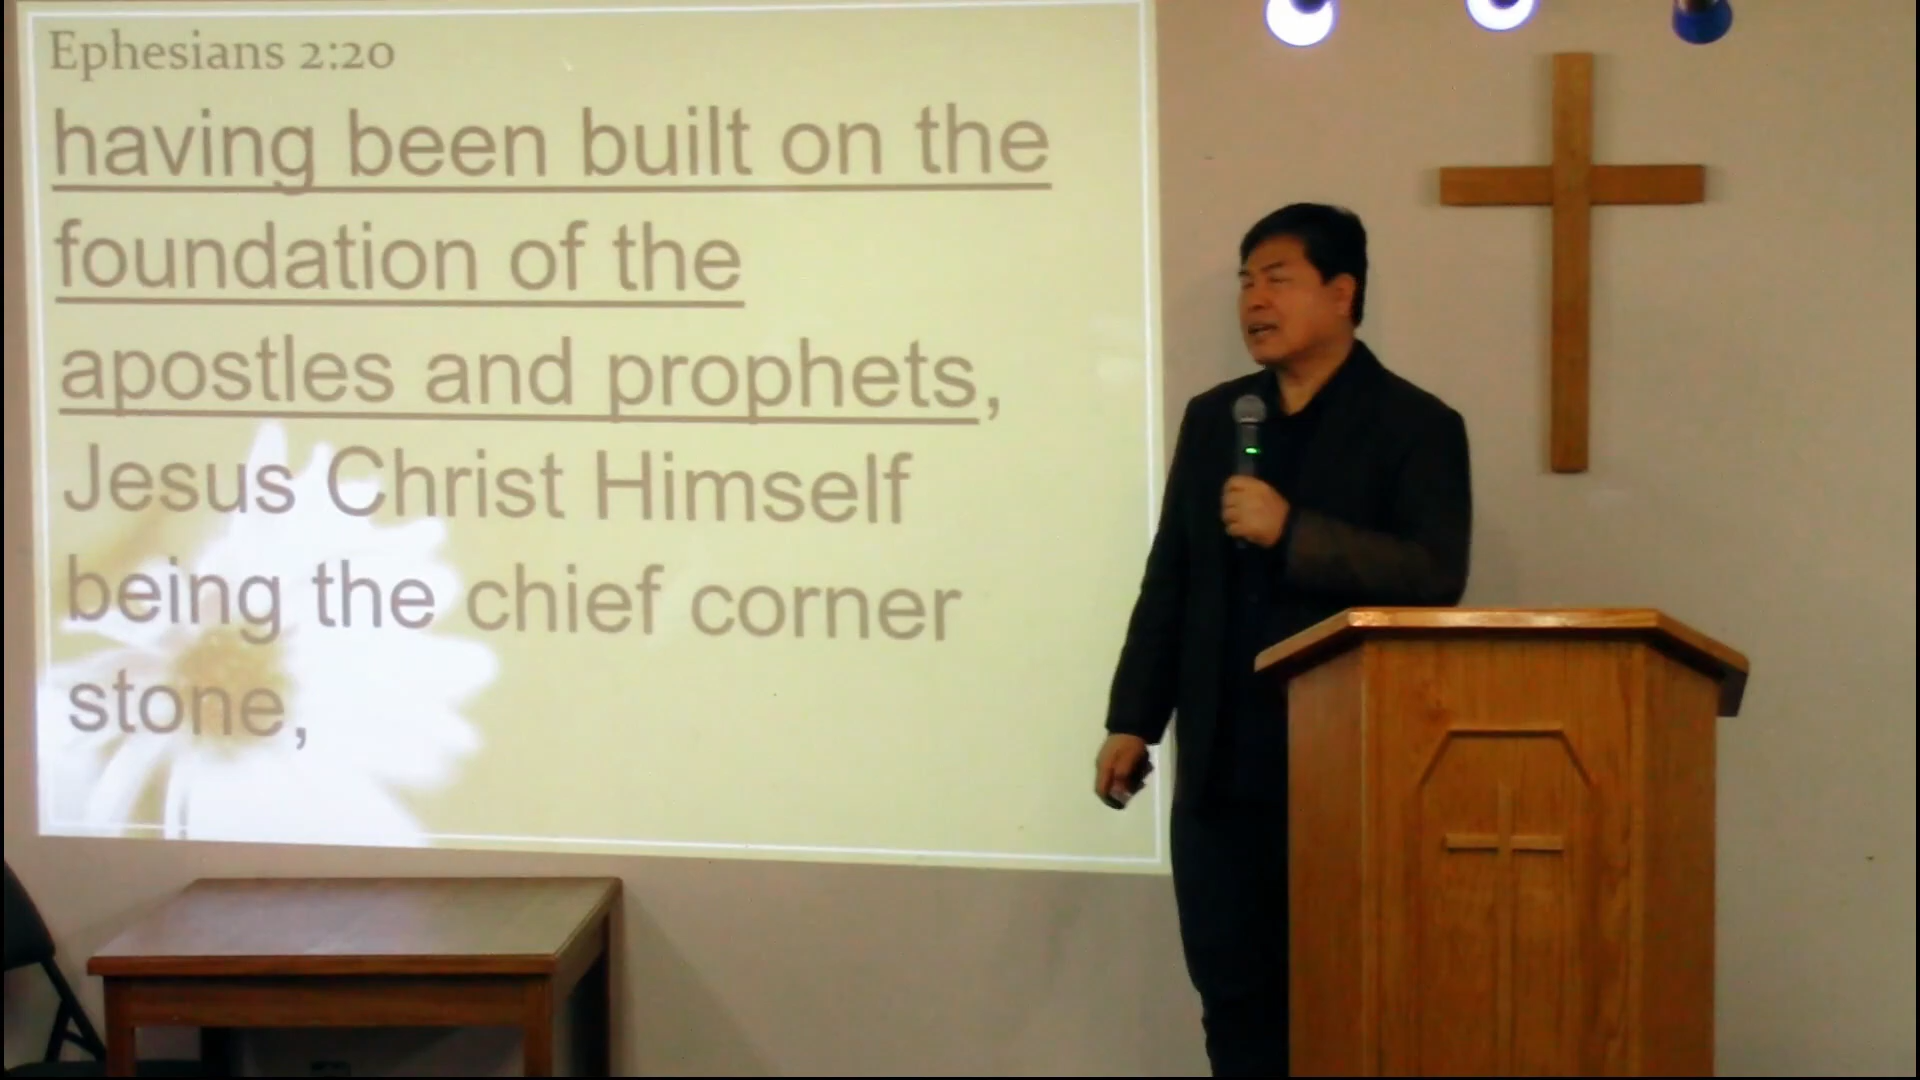 Ephesians 2:20
having been built on the
foundation of the
apostles and prophets,
Jesus Christ Himself
being the chief corner
stone,